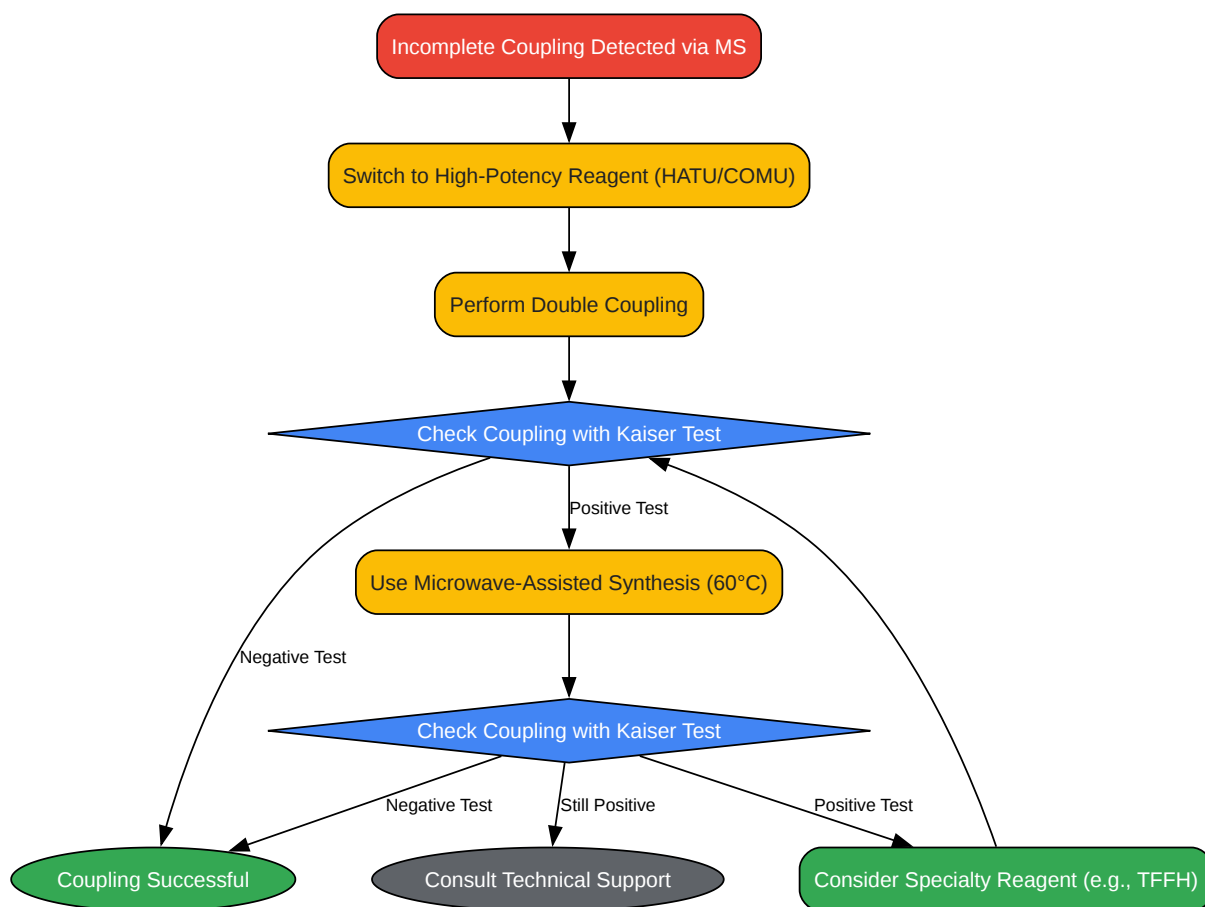 Incomplete Coupling Detected via MS
Switch to High-Potency Reagent (HATU/COMU)
Perform Double Coupling
Check Coupling with Kaiser Test
Positive Test
Use Microwave-Assisted Synthesis (60°C)
Negative Test
Check Coupling with Kaiser Test
Negative Test
Still Positive
Positive Test
Coupling Successful
Consult Technical Support
Consider Specialty Reagent (e.g., TFFH)